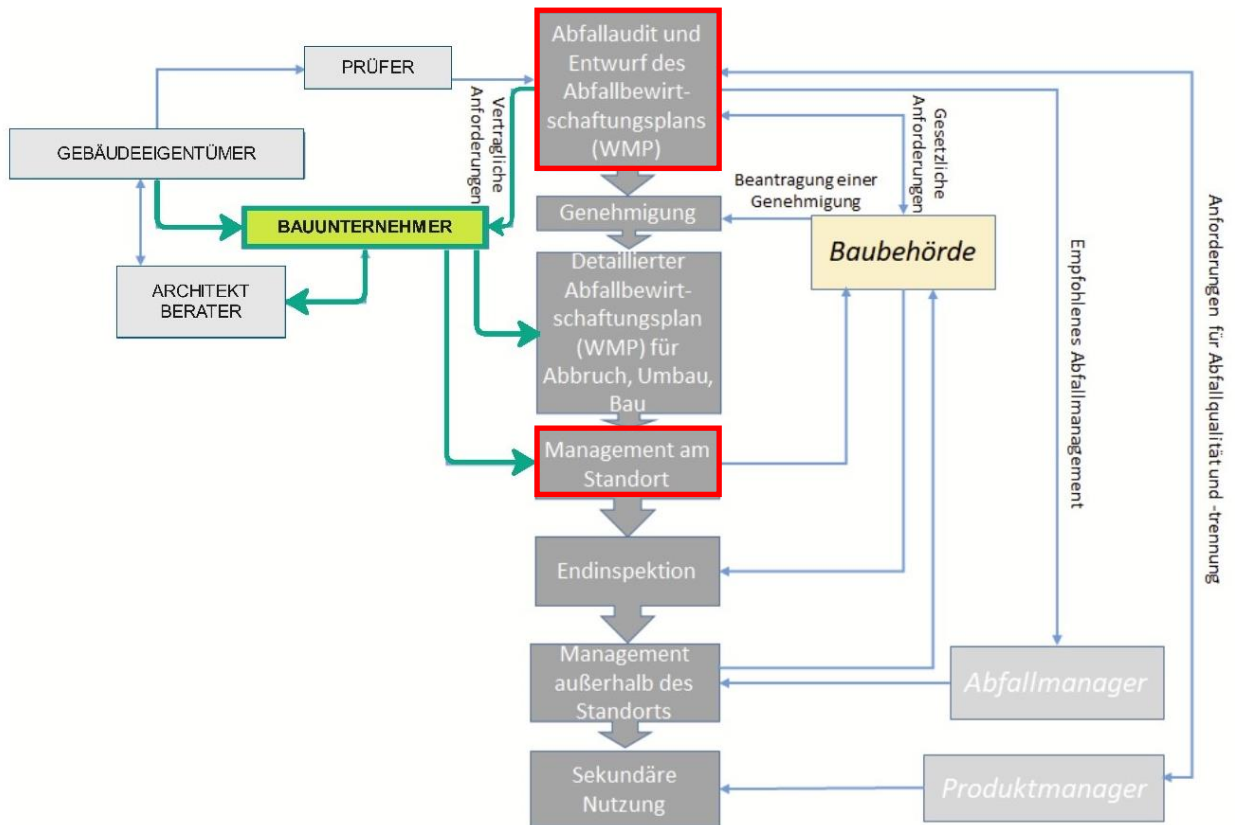 Abfallaudit und
Entwurf des
Abfallbewirt-
schaftungsplans
(WMP)
PRÜFER
GEBÄUDEEIGENTÜMER
Vertragliche
Anforderungen
Gesetzliche
Anforderungen
Beantragung einer
Genehmigung
Genehmigung
BAUUNTERNEHMER
Baubehörde
ARCHITEKT
BERATER
Detaillierter
Abfallbewirt-
schaftungsplan
(WMP) für
Abbruch, Umbau,
Bau
Empfohlenes Abfallmanagement
Anforderungen für Abfallqualität und -trennung
Management am
Standort
Endinspektion
Management
außerhalb des
Standorts
Abfallmanager
Sekundäre
Nutzung
Produktmanager